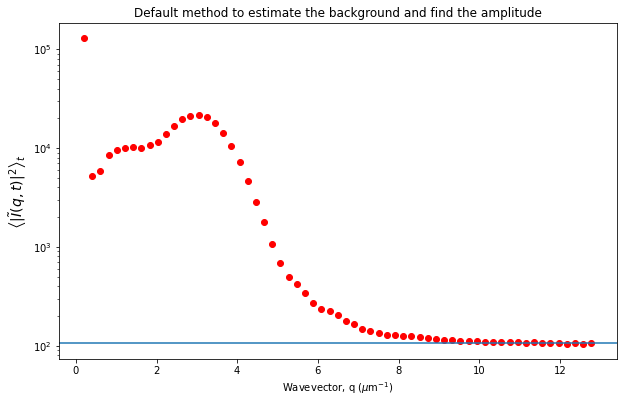 Default method to estimate the background and find the amplitude
⟨|Ĩ(q, t)|²⟩ₜ
10⁵
10⁴
10³
10²
0 2 4 6 8 10 12
Wavevector, q (μm⁻¹)